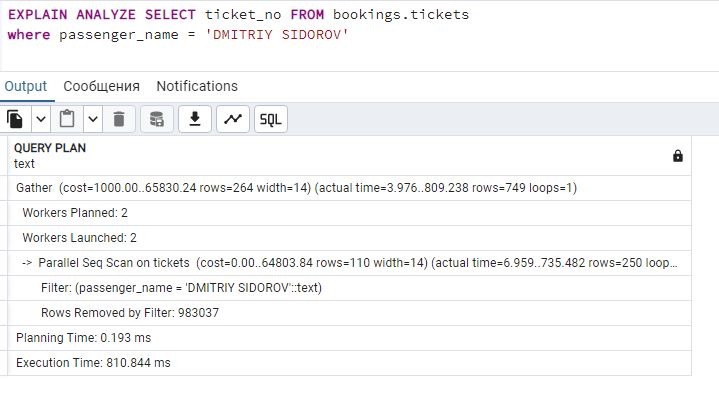 EXPLAIN ANALYZE SELECT ticket_no FROM bookings.tickets
where passenger_name = 'DMITRIY SIDOROV'
Output Сообщения Notifications
SQL
QUERY PLAN
text
Gather (cost=1000.00..65830.24 rows=264 width=14) (actual time=3.976..809.238 rows=749 loops=1)
Workers Planned: 2
Workers Launched: 2
-> Parallel Seq Scan on tickets (cost=0.00..64803.84 rows=110 width=14) (actual time=6.959..735.482 rows=250 loop...
Filter: (passenger_name = 'DMITRIY SIDOROV'::text)
Rows Removed by Filter: 983037
Planning Time: 0.193 ms
Execution Time: 810.844 ms